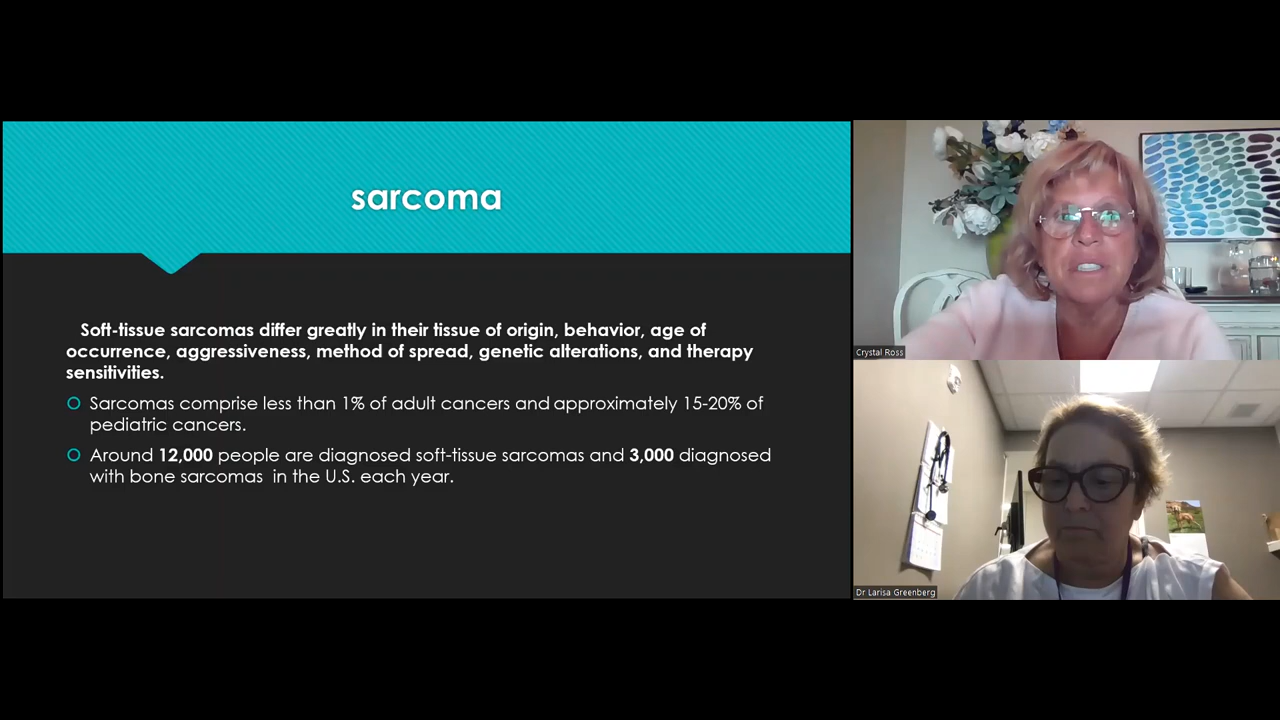 sarcoma
Soft-tissue sarcomas differ greatly in their tissue of origin, behavior, age of
occurrence, aggressiveness, method of spread, genetic alterations, and therapy
sensitivities.
Sarcomas comprise less than 1% of adult cancers and approximately 15-20% of
pediatric cancers.
Around 12,000 people are diagnosed soft-tissue sarcomas and 3,000 diagnosed
with bone sarcomas in the U.S. each year.
Crystal Ross
Dr Larisa Greenberg